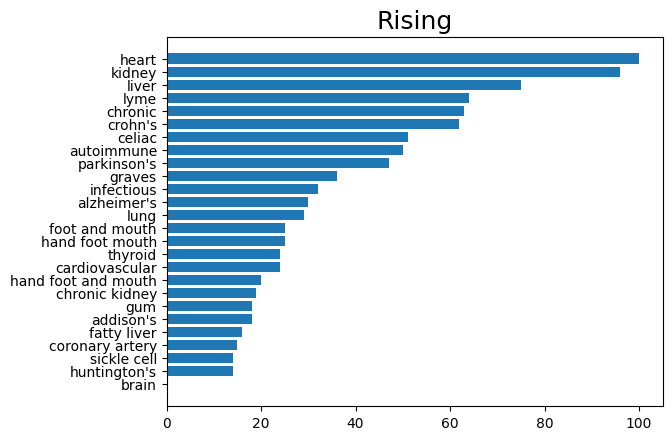 Rising
heart
kidney
liver
lyme
chronic
crohn's
celiac
autoimmune
parkinson's
graves
infectious
alzheimer's
lung
foot and mouth
hand foot mouth
thyroid
cardiovascular
hand foot and mouth
chronic kidney
gum
addison's
fatty liver
coronary artery
sickle cell
huntington's
brain
0 20 40 60 80 100